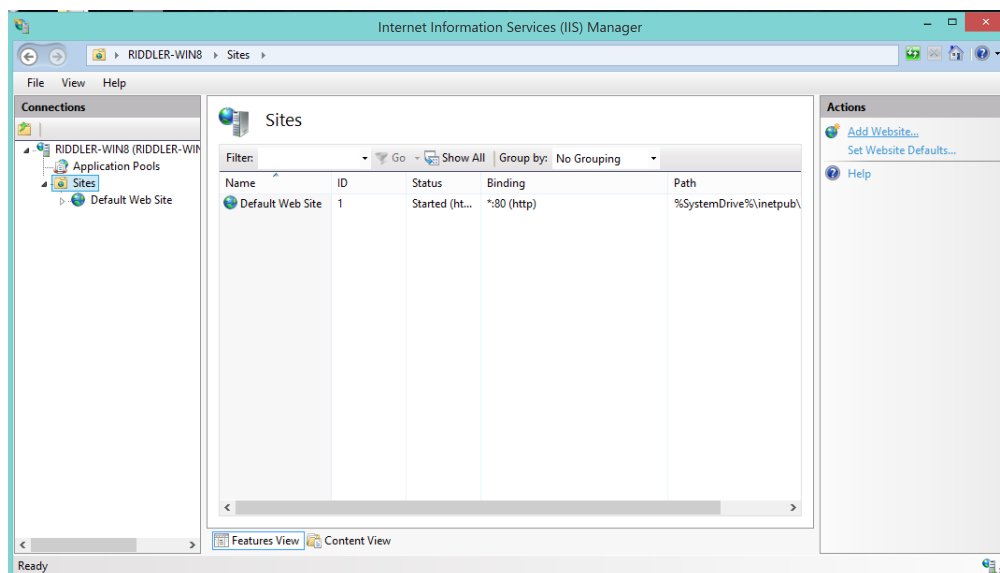 Internet Information Services (IIS) Manager
RIDDLER-WIN8 Sites
File View Help
Connections
RIDDLER-WIN8 (RIDDLER-WIN
Application Pools
Sites
Default Web Site
Sites
Filter: Go Show All Group by: No Grouping
Name ID Status Binding Path
Default Web Site 1 Started (ht... *:80 (http) %SystemDrive%\inetpub\
Features View Content View
Actions
Add Website...
Set Website Defaults...
Help
Ready